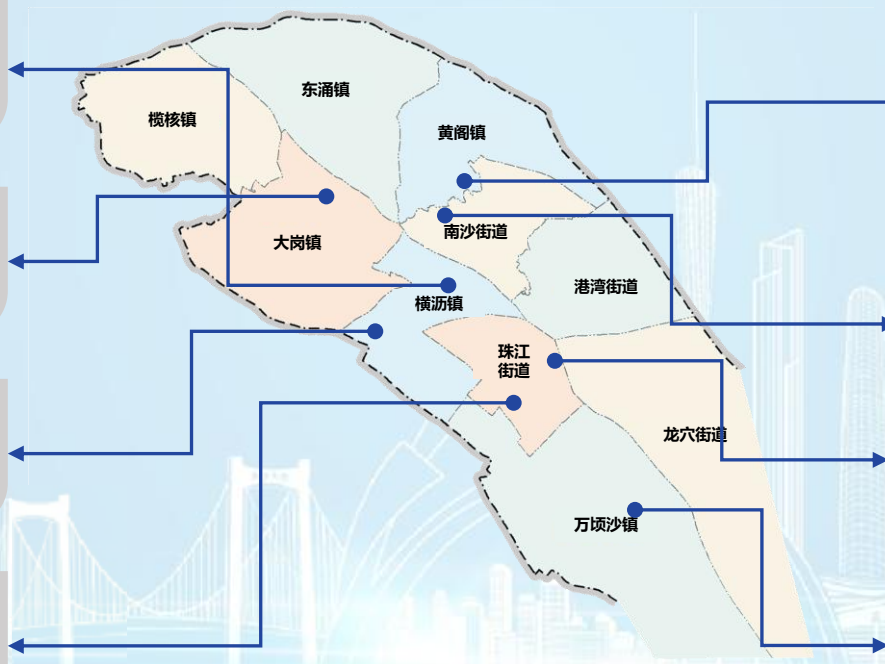 东涌镇
榄核镇
黄阁镇
南沙街道
大岗镇
港湾街道
横沥镇
珠江
街道
龙穴街道
万顷沙镇